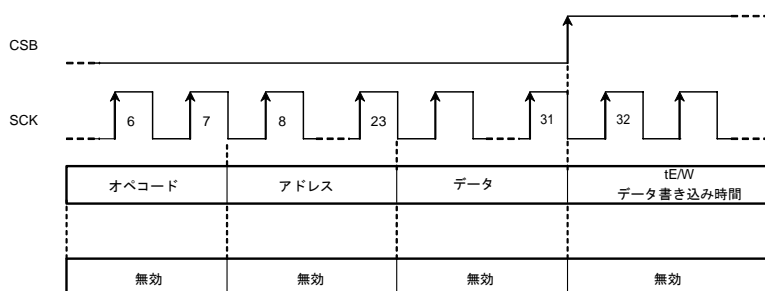 CSB
SCK
6 7 8 23 31 32
オペコード アドレス データ tE/W
データ書き込み時間
無効 無効 無効 無効